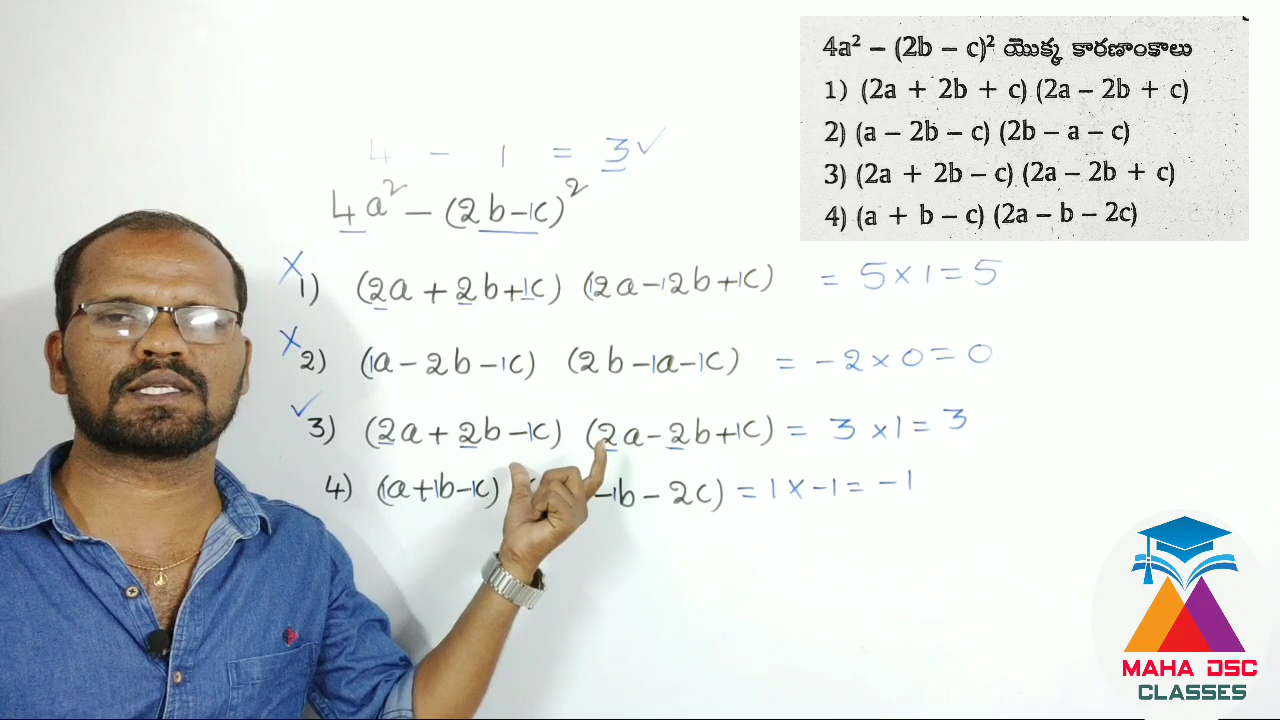 4a² – (2b – c)² యొక్క కారణాంకాలు
1) (2a + 2b + c) (2a – 2b + c)
2) (a – 2b – c) (2b – a – c)
3) (2a + 2b – c) (2a – 2b + c)
4) (a + b – c) (2a – b – 2c)
4 – 1 = 3 ✓
4a² – (2b – 1c)²
X 1) (2a + 2b + 1c) (2a – 2b + 1c) = 5 × 1 = 5
X 2) (1a – 2b – 1c) (2b – 1a – 1c) = –2 × 0 = 0
✓ 3) (2a + 2b – 1c) (2a – 2b + 1c) = 3 × 1 = 3
4) (1a + 1b – 1c) ( – 1b – 2c) = 1 × –1 = –1
MAHA DSC
CLASSES